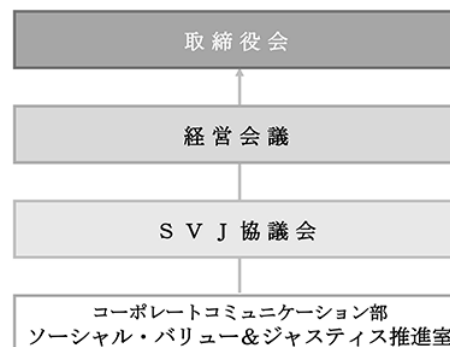 取締役会
経営会議
ＳＶＪ協議会
コーポレートコミュニケーション部
ソーシャル・バリュー＆ジャスティス推進室